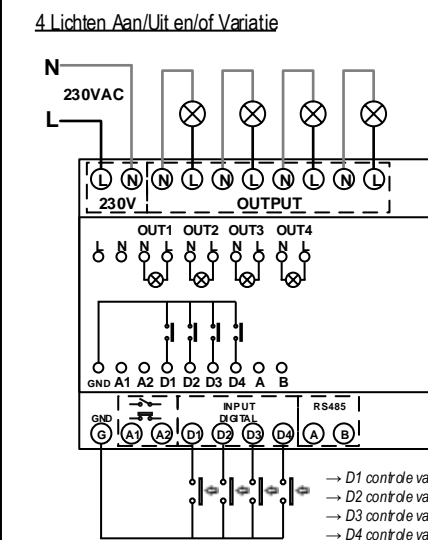 4 Lichten Aan/Uit en/of Variatie
N
230VAC
L
L N N L N L N L N L
230V OUTPUT
OUT1 OUT2 OUT3 OUT4
L N N L N L N L N L
GND A1 A2 D1 D2 D3 D4 A B
GND INPUT DIGITAL RS485
G A1 A2 D1 D2 D3 D4 A B
→ D1 controle va
→ D2 controle va
→ D3 controle va
→ D4 controle va